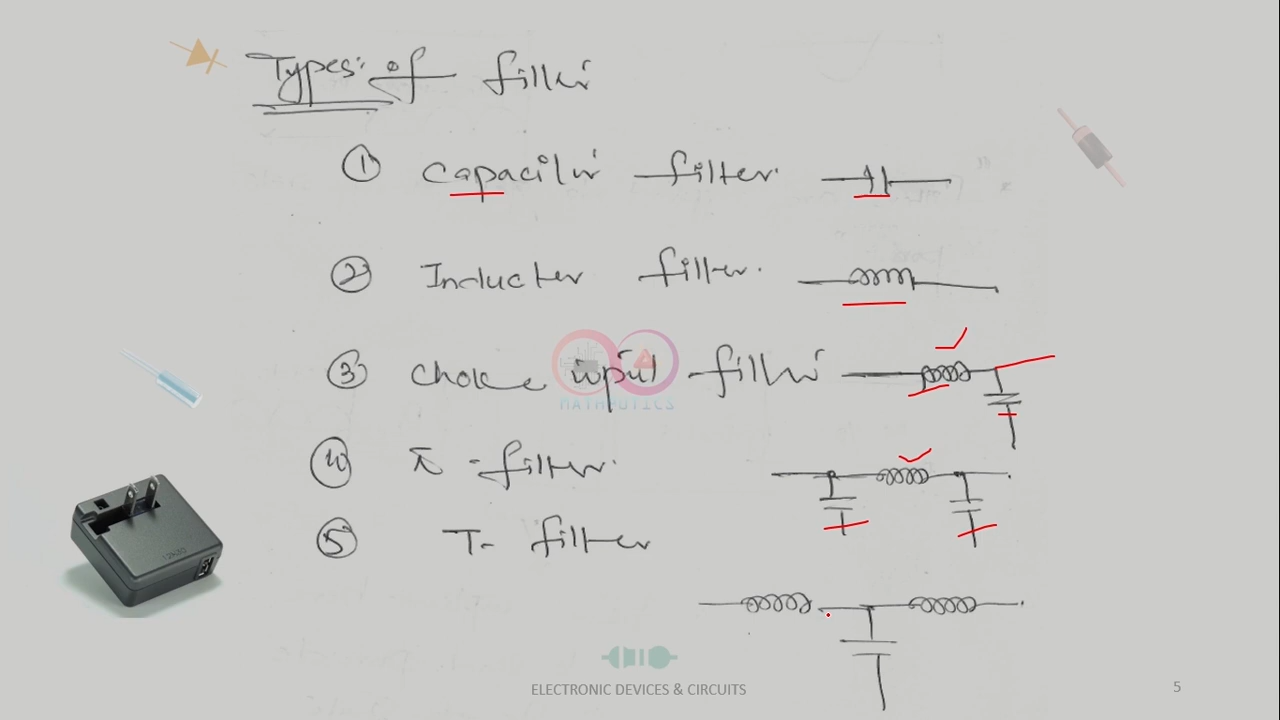 Types of filter
① Capacitor filter
② Inductor filter.
③ Choke input filter
④ π - filter.
⑤ T- filter
MATHBOTICS
ELECTRONIC DEVICES & CIRCUITS
5